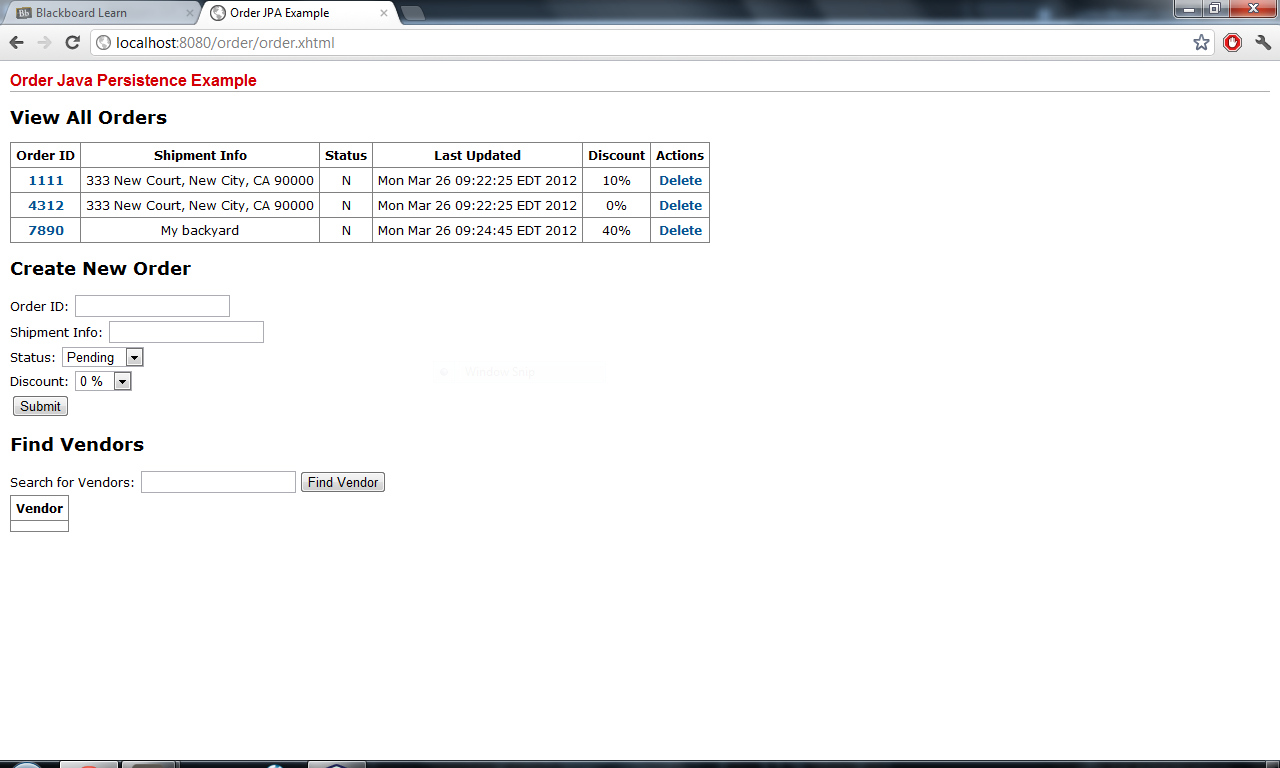 Blackboard Learn
Order JPA Example
localhost:8080/order/order.xhtml
Order Java Persistence Example
View All Orders
Order ID Shipment Info Status Last Updated Discount Actions
1111 333 New Court, New City, CA 90000 N Mon Mar 26 09:22:25 EDT 2012 10% Delete
4312 333 New Court, New City, CA 90000 N Mon Mar 26 09:22:25 EDT 2012 0% Delete
7890 My backyard N Mon Mar 26 09:24:45 EDT 2012 40% Delete
Create New Order
Order ID:
Shipment Info:
Status: Pending
Window Snip
Discount: 0 %
Submit
Find Vendors
Search for Vendors: Find Vendor
Vendor